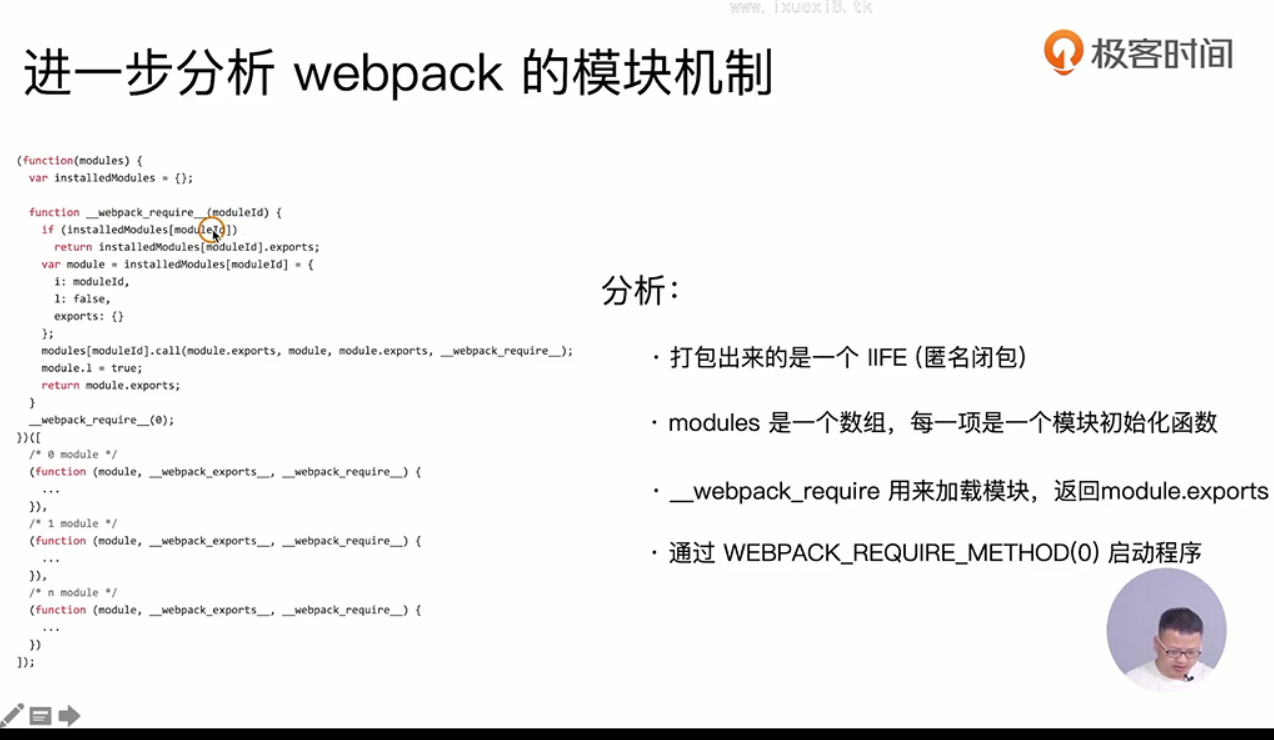 www.ixuexi8.tk
进一步分析 webpack 的模块机制
极客时间
(function(modules) {
var installedModules = {};
function __webpack_require__(moduleId) {
if (installedModules[moduleId])
return installedModules[moduleId].exports;
var module = installedModules[moduleId] = {
i: moduleId,
l: false,
exports: {}
};
modules[moduleId].call(module.exports, module, module.exports, __webpack_require__);
module.l = true;
return module.exports;
}
__webpack_require__(0);
})([
/* 0 module */
(function (module, __webpack_exports__, __webpack_require__) {
...
}),
/* 1 module */
(function (module, __webpack_exports__, __webpack_require__) {
...
}),
/* n module */
(function (module, __webpack_exports__, __webpack_require__) {
...
})
]);
分析：
· 打包出来的是一个 IIFE (匿名闭包)
· modules 是一个数组，每一项是一个模块初始化函数
· __webpack_require 用来加载模块，返回module.exports
· 通过 WEBPACK_REQUIRE_METHOD(0) 启动程序